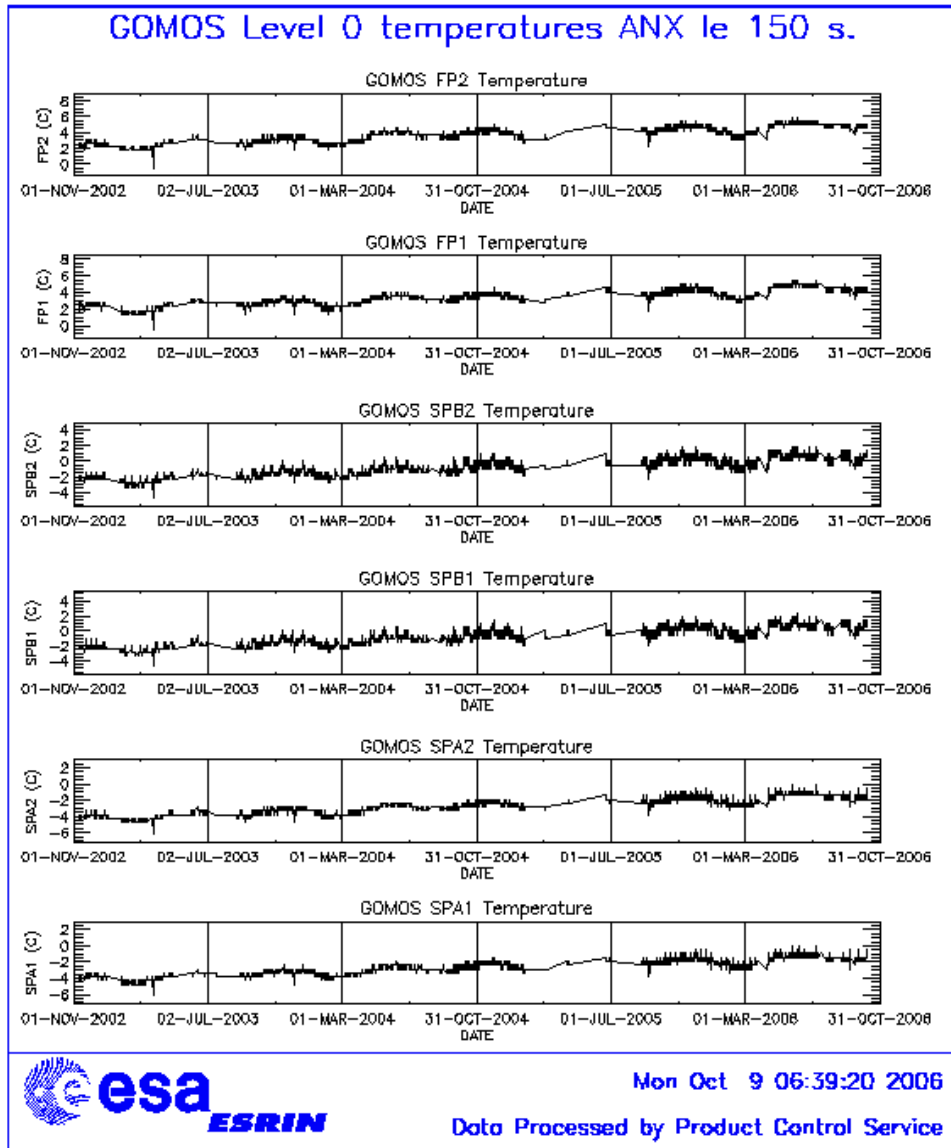 GOMOS Level 0 temperatures ANX le 150 s.
GOMOS FP2 Temperature
FP2 (C)
8
6
4
2
0
01-NOV-2002 02-JUL-2003 01-MAR-2004 31-OCT-2004 01-JUL-2005 01-MAR-2006 31-OCT-2006
DATE
GOMOS FP1 Temperature
FP1 (C)
8
6
4
2
0
01-NOV-2002 02-JUL-2003 01-MAR-2004 31-OCT-2004 01-JUL-2005 01-MAR-2006 31-OCT-2006
DATE
GOMOS SPB2 Temperature
SPB2 (C)
4
2
0
-2
-4
01-NOV-2002 02-JUL-2003 01-MAR-2004 31-OCT-2004 01-JUL-2005 01-MAR-2006 31-OCT-2006
DATE
GOMOS SPB1 Temperature
SPB1 (C)
4
2
0
-2
-4
01-NOV-2002 02-JUL-2003 01-MAR-2004 31-OCT-2004 01-JUL-2005 01-MAR-2006 31-OCT-2006
DATE
GOMOS SPA2 Temperature
SPA2 (C)
2
0
-2
-4
-6
01-NOV-2002 02-JUL-2003 01-MAR-2004 31-OCT-2004 01-JUL-2005 01-MAR-2006 31-OCT-2006
DATE
GOMOS SPA1 Temperature
SPA1 (C)
2
0
-2
-4
-6
01-NOV-2002 02-JUL-2003 01-MAR-2004 31-OCT-2004 01-JUL-2005 01-MAR-2006 31-OCT-2006
DATE
esa
ESRIN
Mon Oct 9 06:39:20 2006
Data Processed by Product Control Service